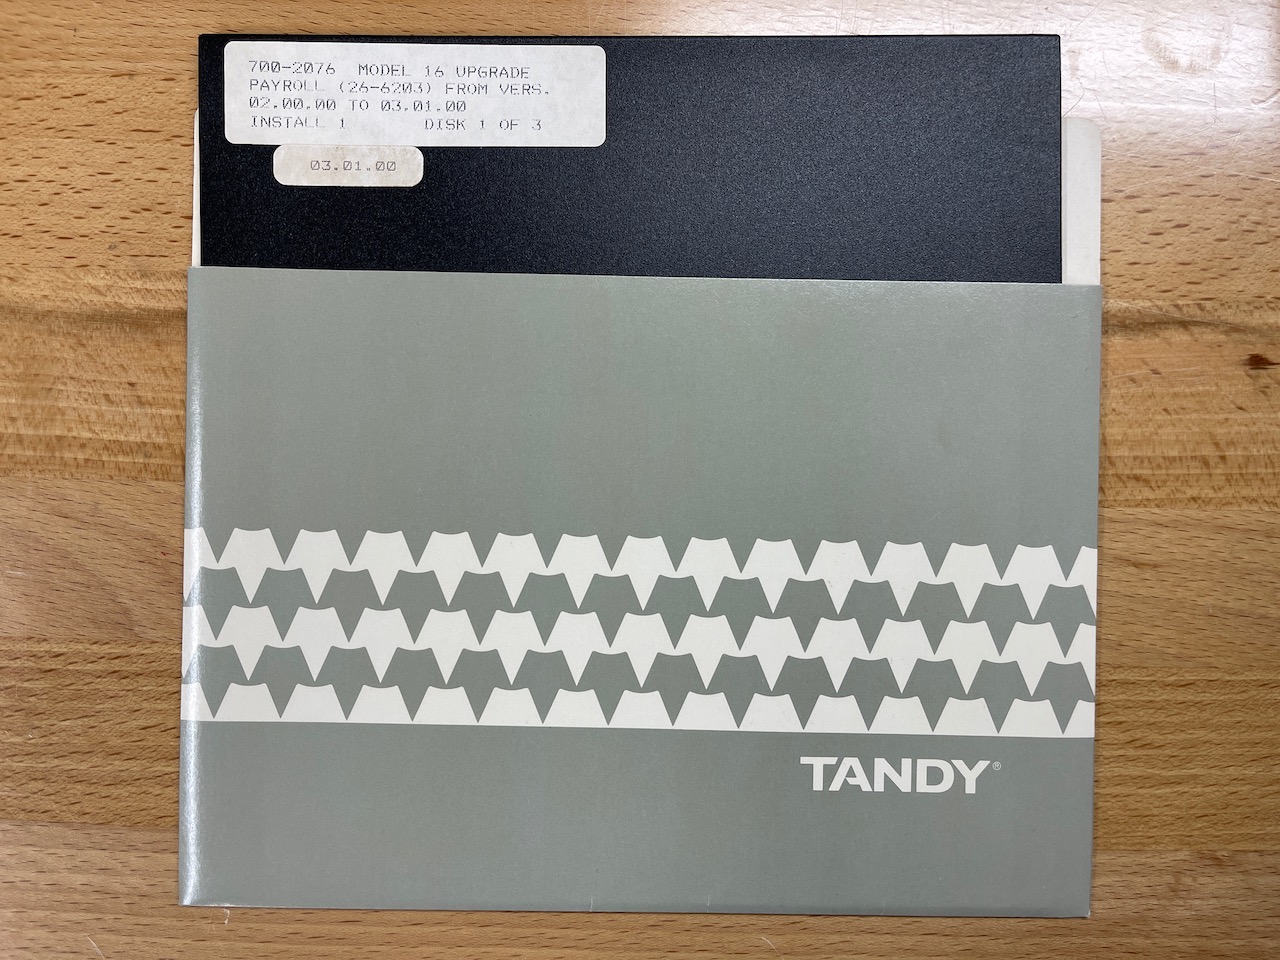 700-2076 MODEL 16 UPGRADE
PAYROLL (26-6203) FROM VERS.
02.00.00 TO 03.01.00
INSTALL 1 DISK 1 OF 3
03.01.00
TANDY®